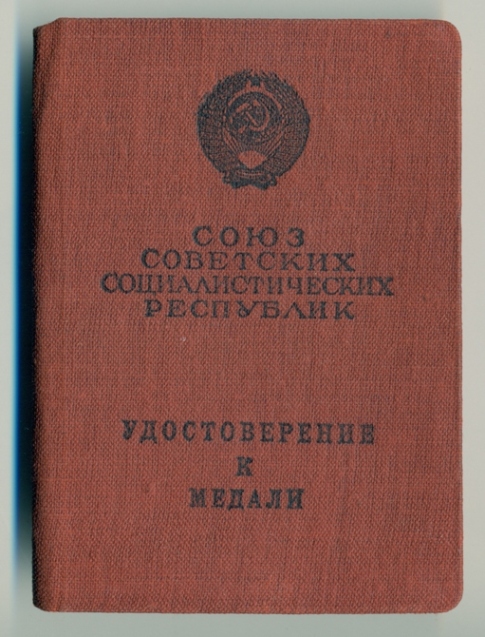 СОЮЗ
СОВЕТСКИХ
СОЦИАЛИСТИЧЕСКИХ
РЕСПУБЛИК
УДОСТОВЕРЕНИЕ
К
МЕДАЛИ